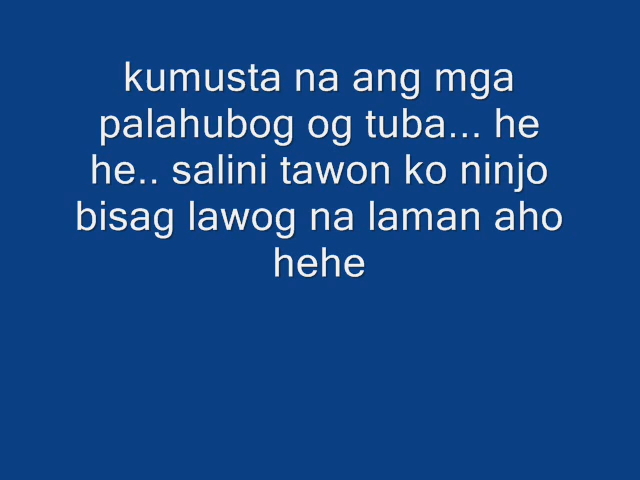 kumusta na ang mga
palahubog og tuba... he
he.. salini tawon ko ninjo
bisag lawog na laman aho
hehe